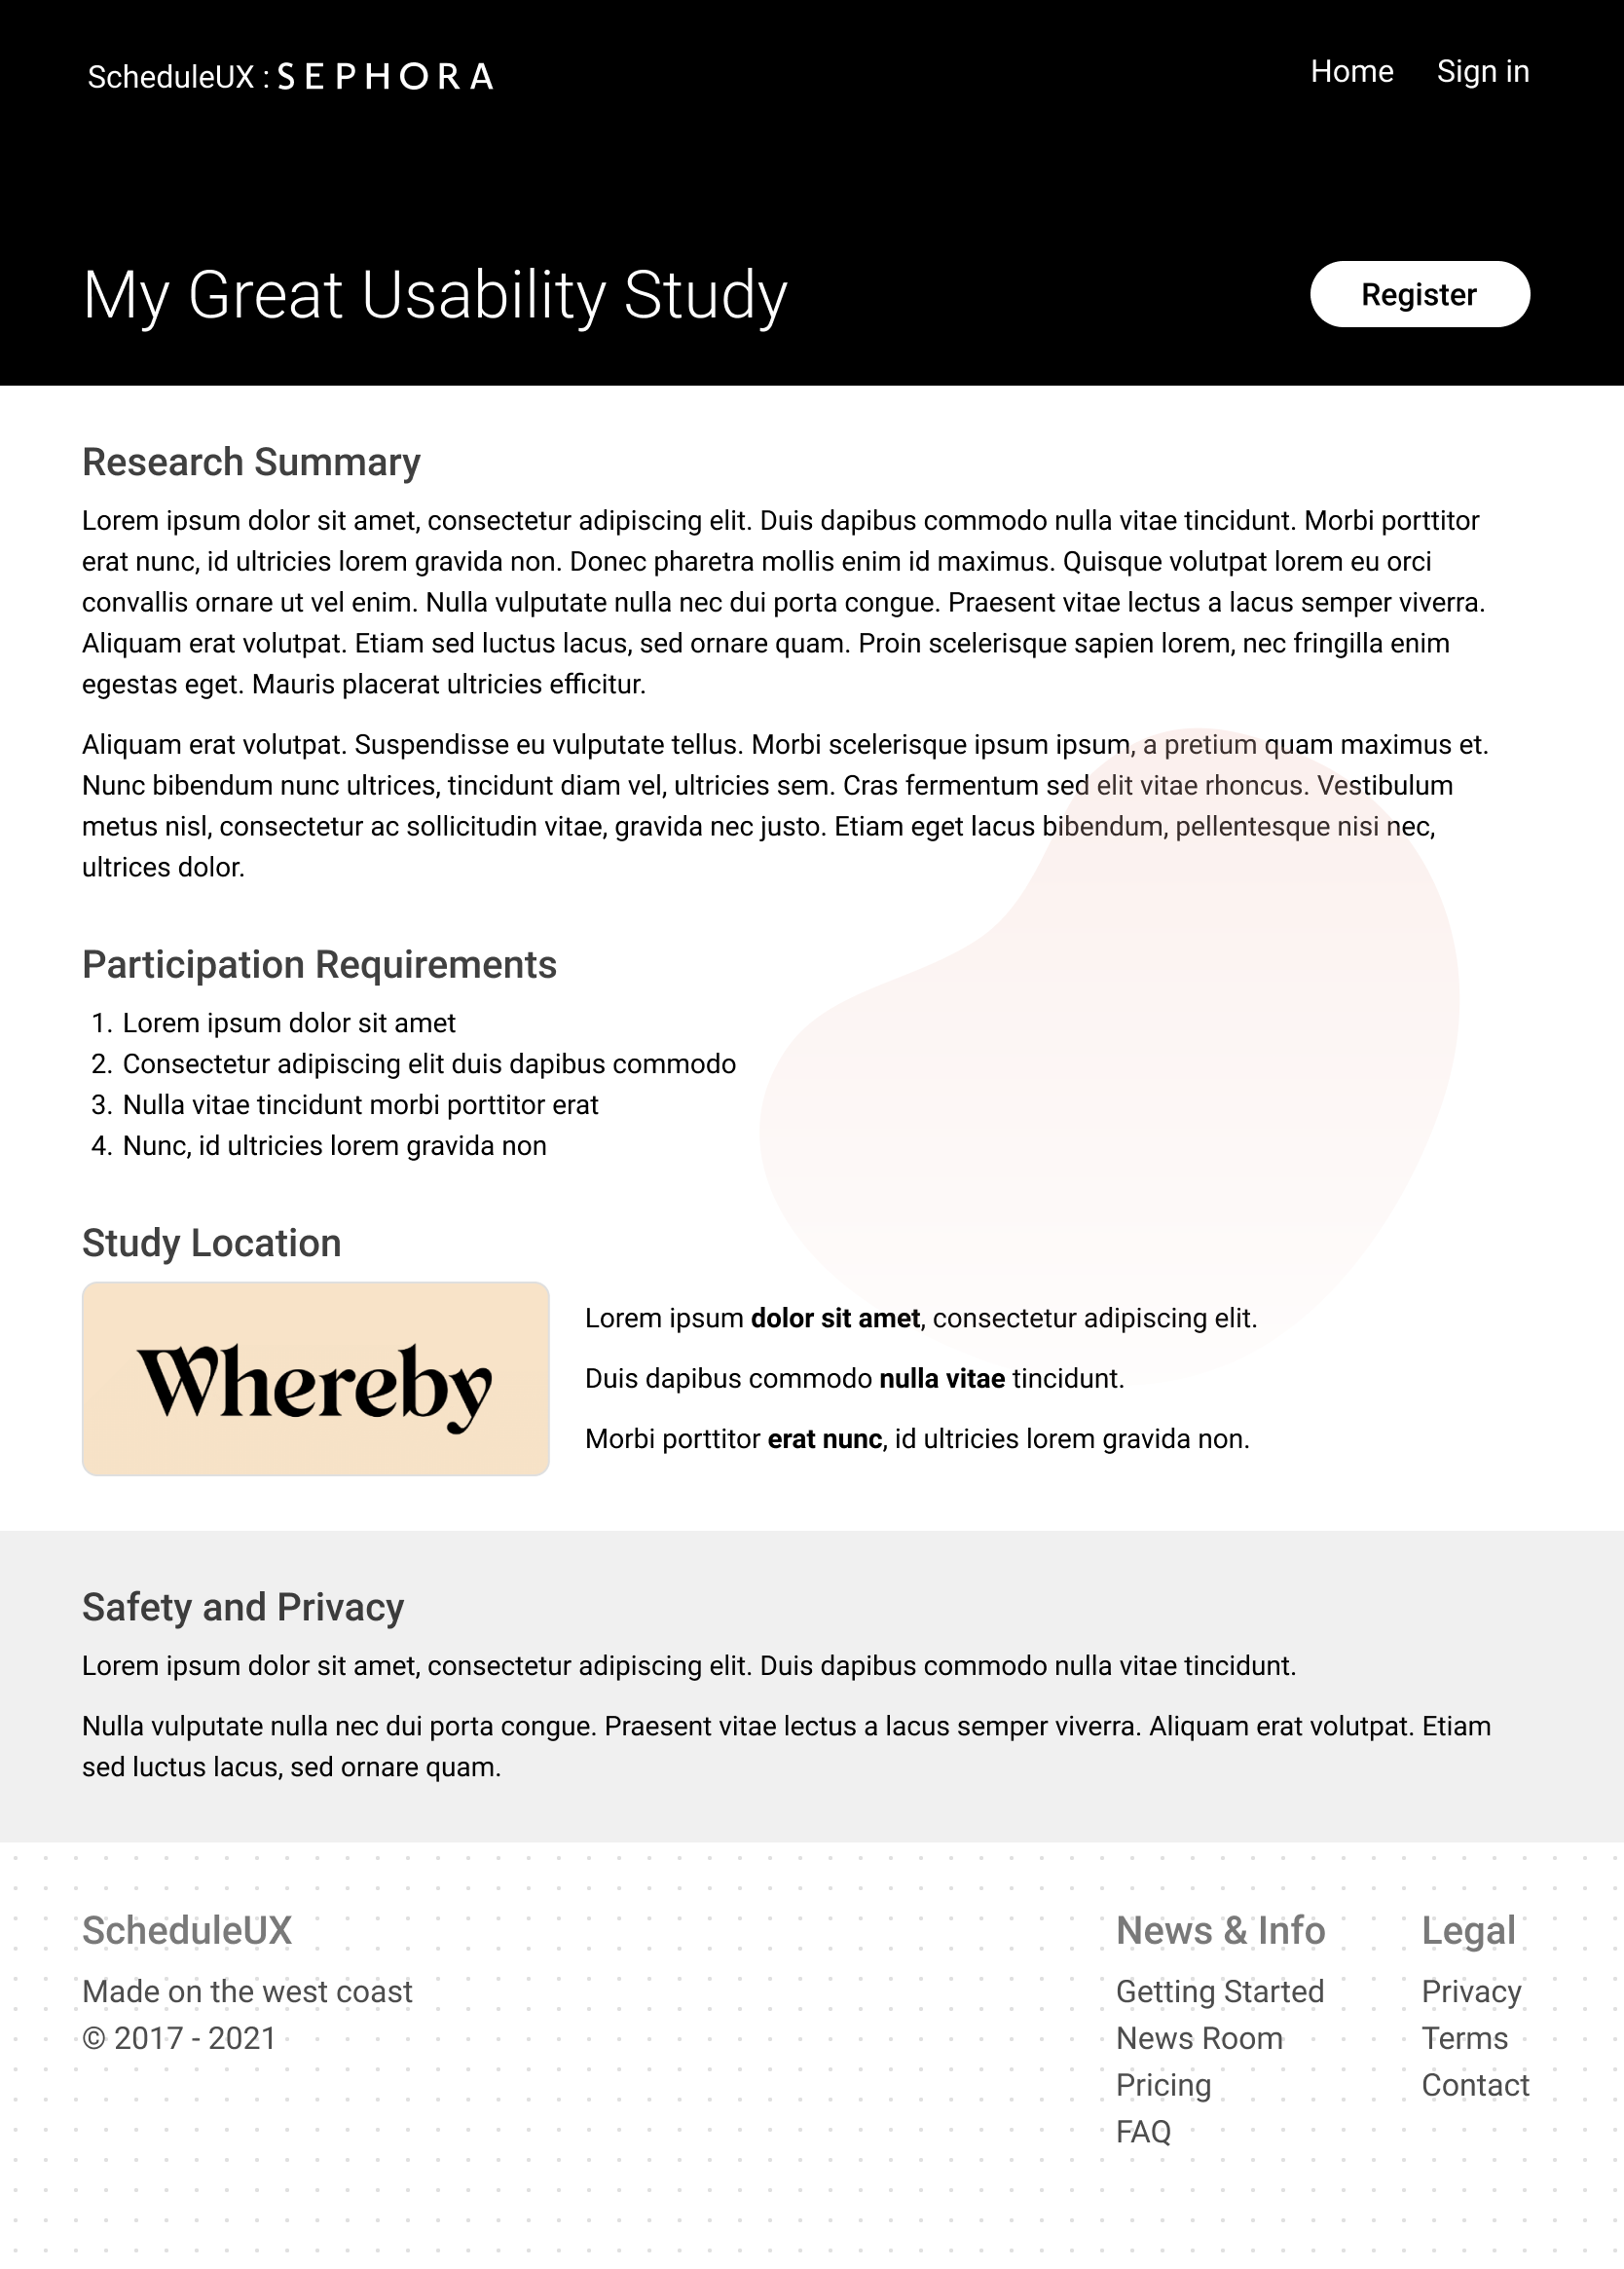 ScheduleUX : SEPHORA
Home Sign in
My Great Usability Study
Register
Research Summary
Lorem ipsum dolor sit amet, consectetur adipiscing elit. Duis dapibus commodo nulla vitae tincidunt. Morbi porttitor
erat nunc, id ultricies lorem gravida non. Donec pharetra mollis enim id maximus. Quisque volutpat lorem eu orci
convallis ornare ut vel enim. Nulla vulputate nulla nec dui porta congue. Praesent vitae lectus a lacus semper viverra.
Aliquam erat volutpat. Etiam sed luctus lacus, sed ornare quam. Proin scelerisque sapien lorem, nec fringilla enim
egestas eget. Mauris placerat ultricies efficitur.
Aliquam erat volutpat. Suspendisse eu vulputate tellus. Morbi scelerisque ipsum ipsum, a pretium quam maximus et.
Nunc bibendum nunc ultrices, tincidunt diam vel, ultricies sem. Cras fermentum sed elit vitae rhoncus. Vestibulum
metus nisl, consectetur ac sollicitudin vitae, gravida nec justo. Etiam eget lacus bibendum, pellentesque nisi nec,
ultrices dolor.
Participation Requirements
1. Lorem ipsum dolor sit amet
2. Consectetur adipiscing elit duis dapibus commodo
3. Nulla vitae tincidunt morbi porttitor erat
4. Nunc, id ultricies lorem gravida non
Study Location
Whereby
Lorem ipsum dolor sit amet, consectetur adipiscing elit.
Duis dapibus commodo nulla vitae tincidunt.
Morbi porttitor erat nunc, id ultricies lorem gravida non.
Safety and Privacy
Lorem ipsum dolor sit amet, consectetur adipiscing elit. Duis dapibus commodo nulla vitae tincidunt.
Nulla vulputate nulla nec dui porta congue. Praesent vitae lectus a lacus semper viverra. Aliquam erat volutpat. Etiam
sed luctus lacus, sed ornare quam.
ScheduleUX
Made on the west coast
© 2017 - 2021
News & Info
Getting Started
News Room
Pricing
FAQ
Legal
Privacy
Terms
Contact